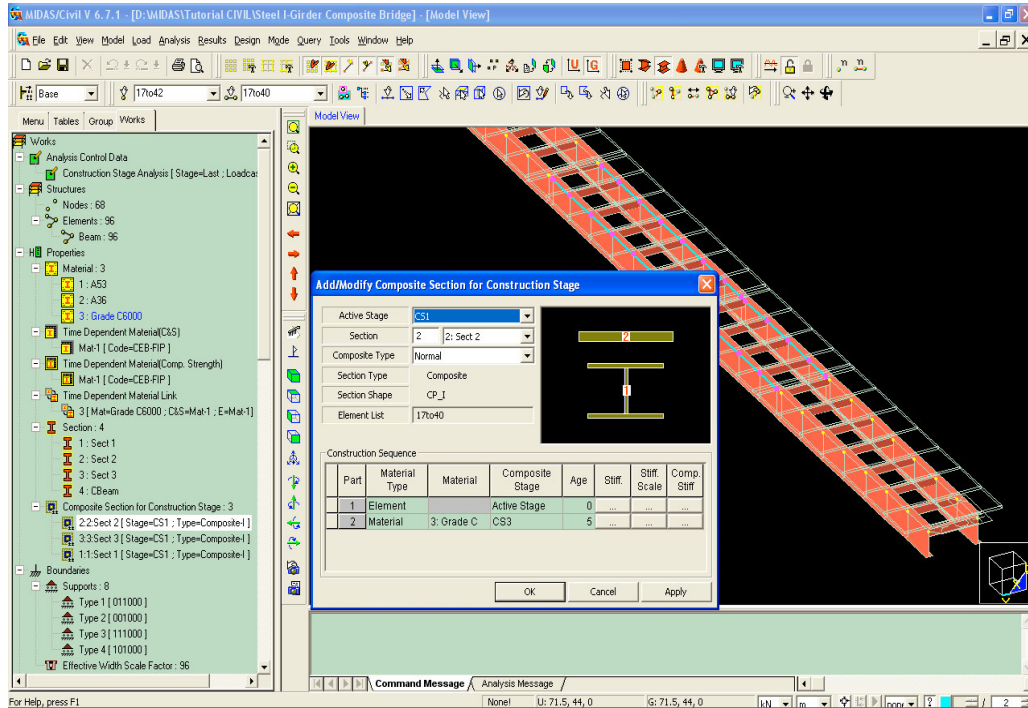 MIDAS/Civil V 6.7.1 - [D:\MIDAS\Tutorial CIVIL\Steel I-Girder Composite Bridge] - [Model View]
File Edit View Model Load Analysis Results Design Mode Query Tools Window Help
Base 17to42 17to40
Menu Tables Group Works
Model View
Works
Analysis Control Data
Construction Stage Analysis [ Stage=Last ; Loadca
Structures
Nodes : 68
Elements : 96
Beam : 96
Properties
Material : 3
1 : A53
2 : A36
3 : Grade C6000
Time Dependent Material(C&S)
Mat-1 [ Code=CEB-FIP ]
Time Dependent Material(Comp. Strength)
Mat-1 [ Code=CEB-FIP ]
Time Dependent Material Link
3 [ Mat=Grade C6000 ; C&S=Mat-1 ; E=Mat-1]
Section : 4
1 : Sect 1
2 : Sect 2
3 : Sect 3
4 : CBeam
Composite Section for Construction Stage : 3
2:2:Sect 2 [ Stage=CS1 ; Type=Composite-I ]
3:3:Sect 3 [ Stage=CS1 ; Type=Composite-I ]
1:1:Sect 1 [ Stage=CS1 ; Type=Composite-I ]
Boundaries
Supports : 8
Type 1 [ 011000 ]
Type 2 [ 001000 ]
Type 3 [ 111000 ]
Type 4 [ 101000 ]
Effective Width Scale Factor : 96
Add/Modify Composite Section for Construction Stage
Active Stage CS1
Section 2 2: Sect 2
Composite Type Normal
Section Type Composite
Section Shape CP_I
Element List 17to40
2
1
Construction Sequence
Part Material Type Material Composite Stage Age Stiff. Stiff. Scale Comp. Stiff
1 Element Active Stage 0 ... ... ...
2 Material 3: Grade C CS3 5 ... ... ...
OK Cancel Apply
Command Message Analysis Message
For Help, press F1 None! U: 71.5, 44, 0 G: 71.5, 44, 0 kN m ? / 2